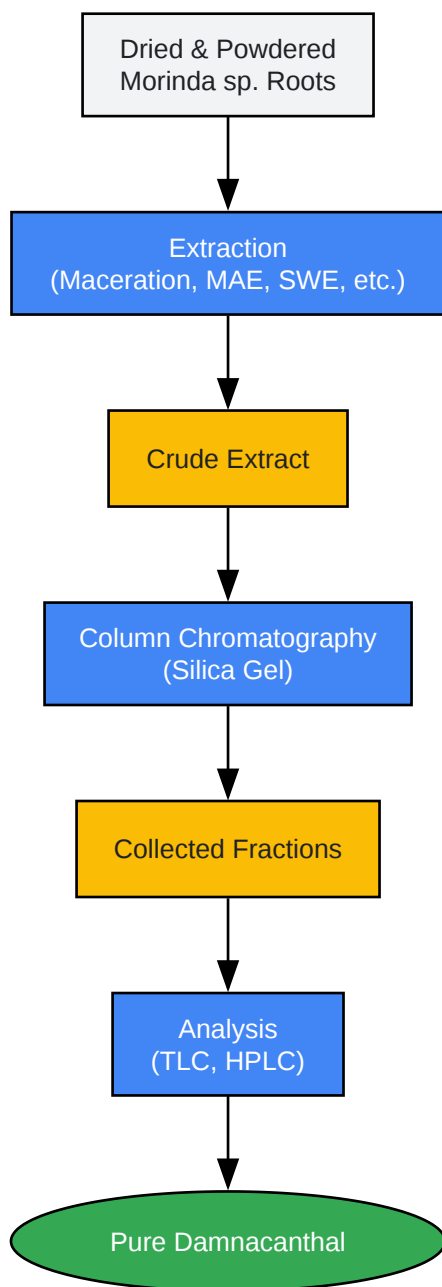 Dried & Powdered
Morinda sp. Roots
Extraction
(Maceration, MAE, SWE, etc.)
Crude Extract
Column Chromatography
(Silica Gel)
Collected Fractions
Analysis
(TLC, HPLC)
Pure Damnacanthal